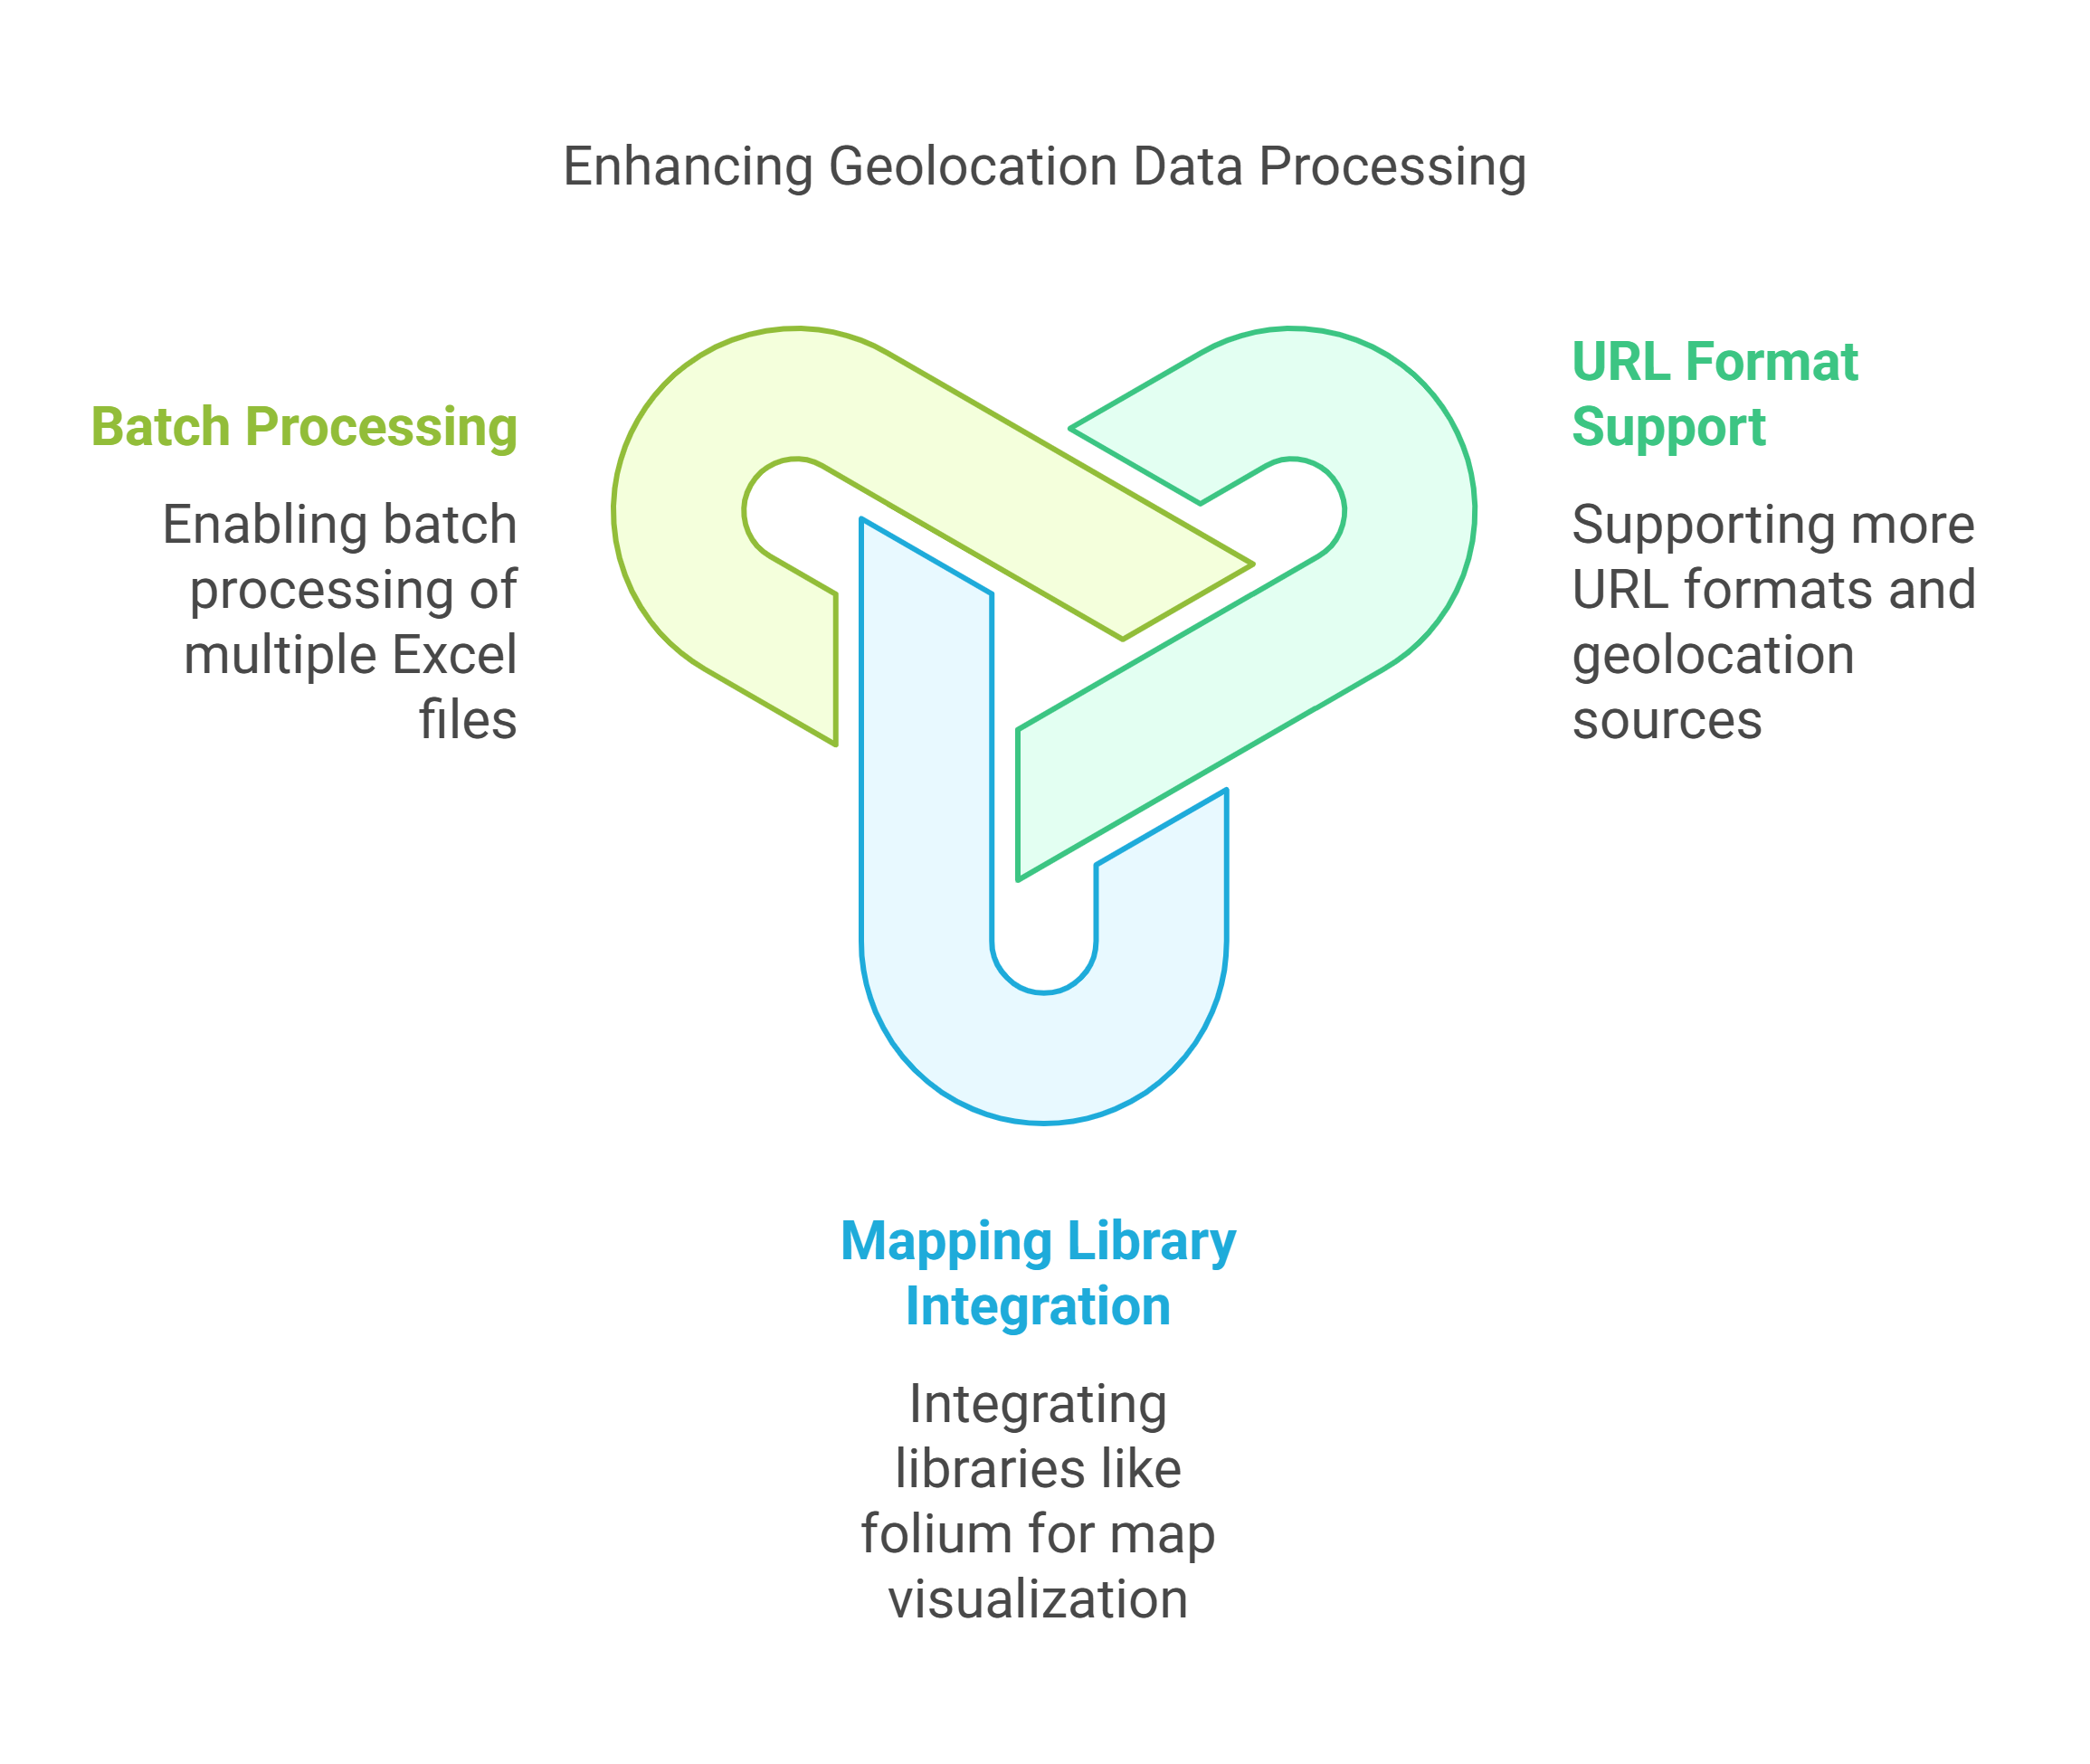 Enhancing Geolocation Data Processing
Batch Processing
Enabling batch
processing of
multiple Excel
files
URL Format
Support
Supporting more
URL formats and
geolocation
sources
Mapping Library
Integration
Integrating
libraries like
folium for map
visualization